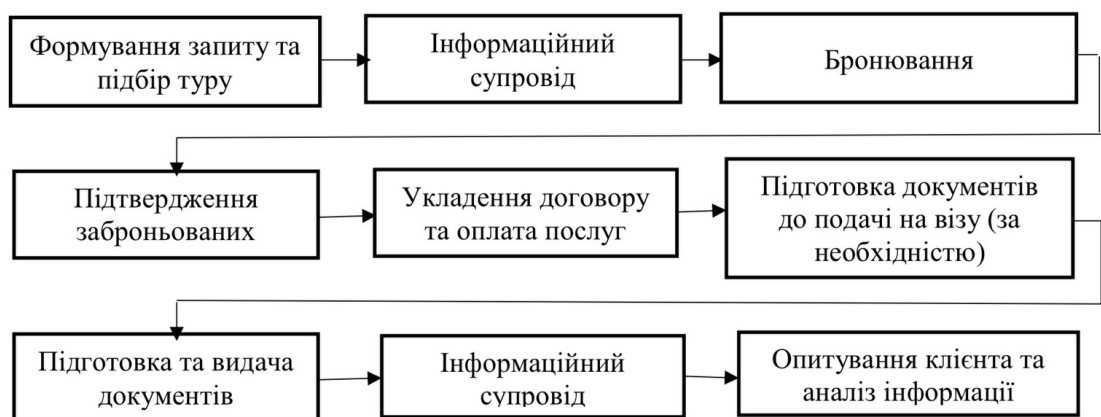 Формування запиту та
підбір туру
Інформаційний
супровід
Бронювання
Підтвердження
заброньованих
Укладення договору
та оплата послуг
Підготовка документів
до подачі на візу (за
необхідністю)
Підготовка та видача
документів
Інформаційний
супровід
Опитування клієнта та
аналіз інформації